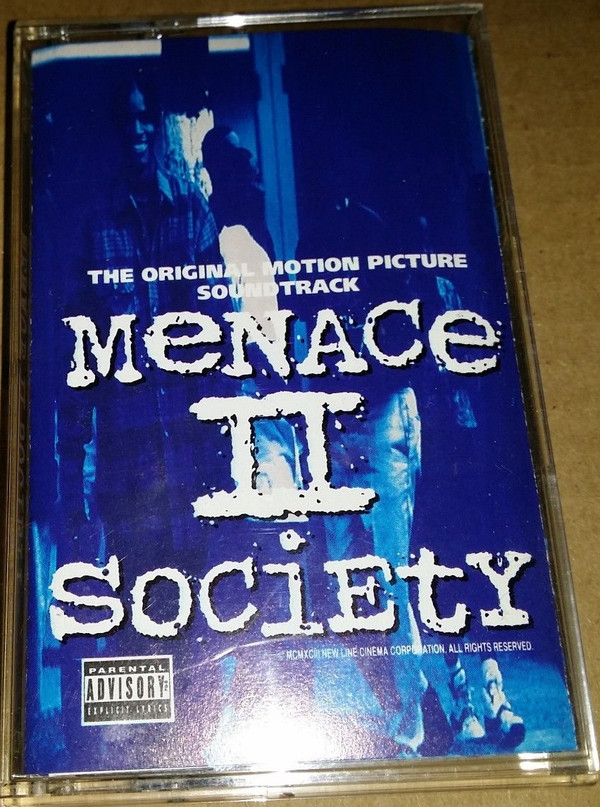 THE ORIGINAL MOTION PICTURE
SOUNDTRACK
MeNACe
II
SOCiEtY
MCMXCIII NEW LINE CINEMA CORPORATION. ALL RIGHTS RESERVED.
PARENTAL
ADVISORY
EXPLICIT LYRICS